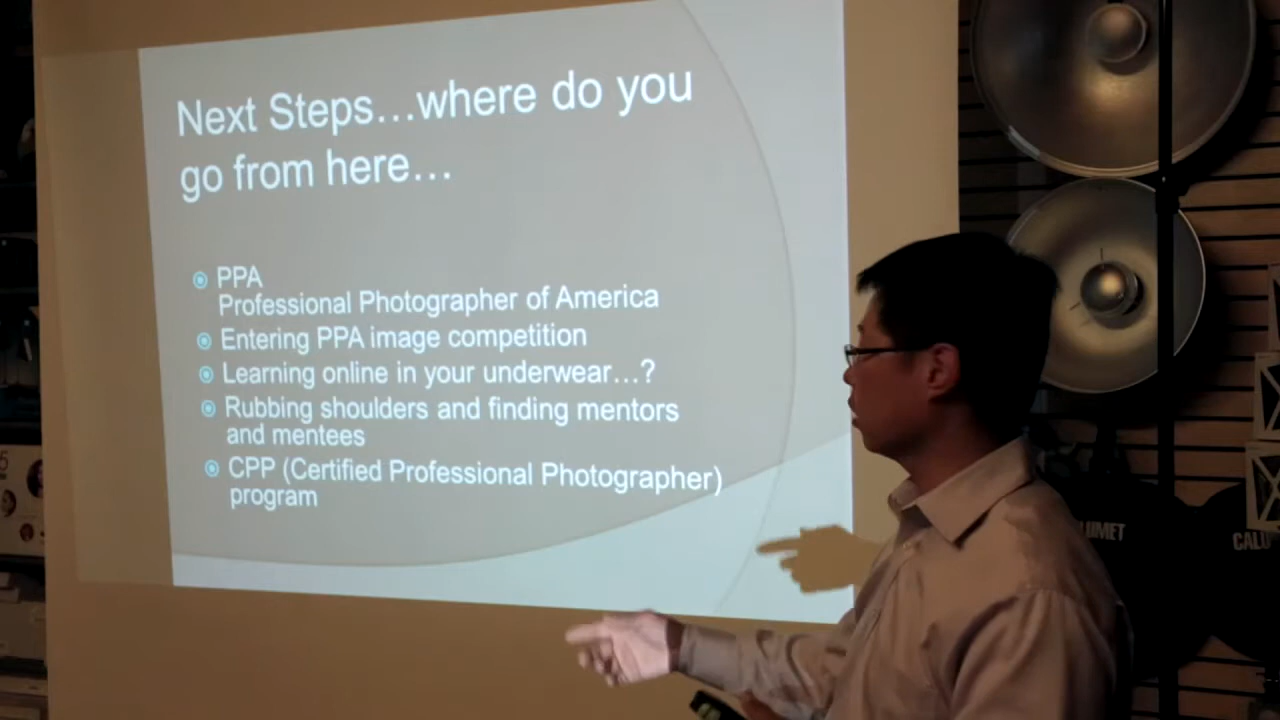 Next Steps...where do you
go from here...
PPA
Professional Photographer of America
Entering PPA image competition
Learning online in your underwear...?
Rubbing shoulders and finding mentors
and mentees
CPP (Certified Professional Photographer)
program